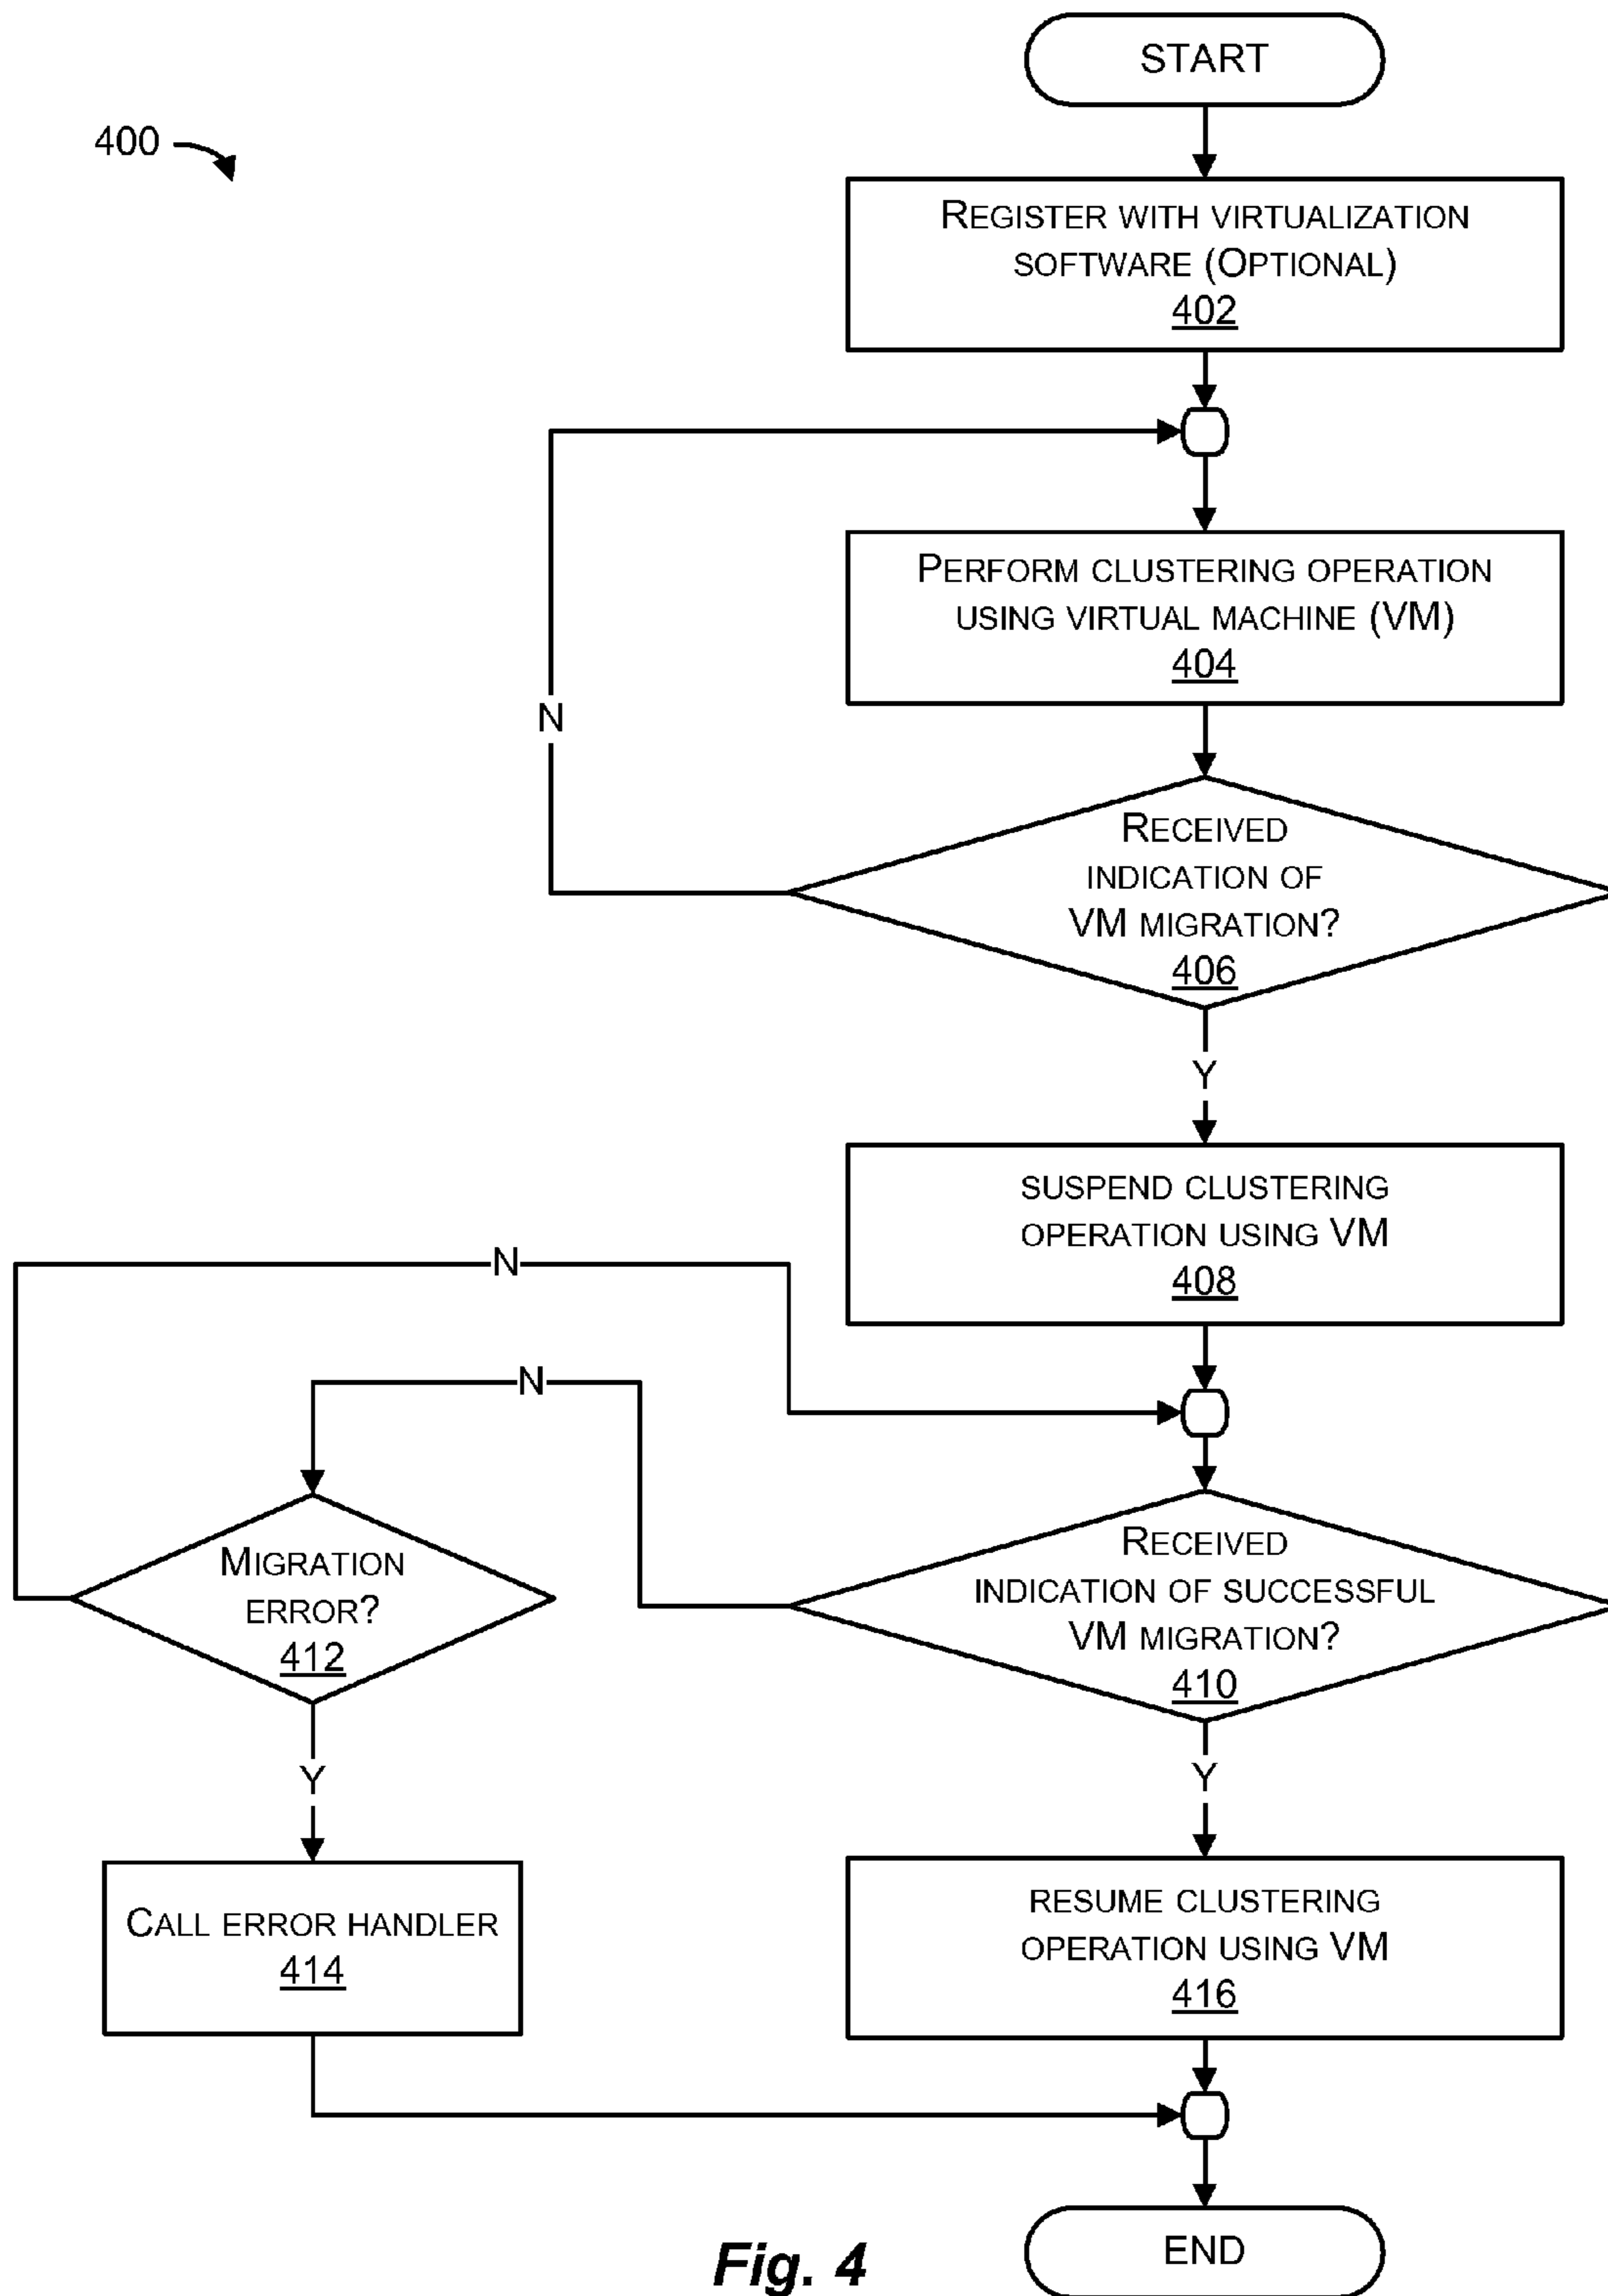 START
400
REGISTER WITH VIRTUALIZATION
SOFTWARE (OPTIONAL)
402
PERFORM CLUSTERING OPERATION
USING VIRTUAL MACHINE (VM)
404
N
RECEIVED
INDICATION OF
VM MIGRATION?
406
Y
SUSPEND CLUSTERING
OPERATION USING VM
408
N
N
MIGRATION
ERROR?
412
RECEIVED
INDICATION OF SUCCESSFUL
VM MIGRATION?
410
Y
Y
CALL ERROR HANDLER
414
RESUME CLUSTERING
OPERATION USING VM
416
END
Fig. 4